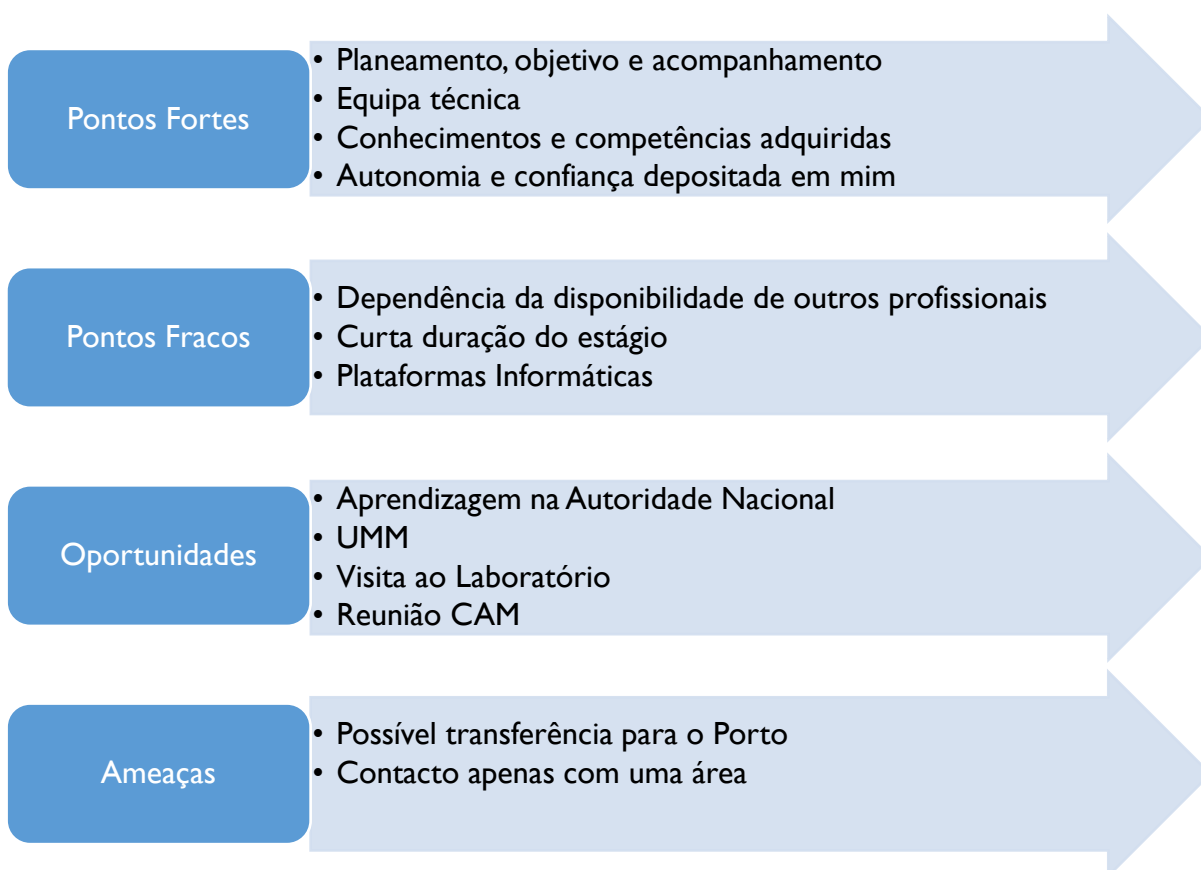 Pontos Fortes
• Planeamento, objetivo e acompanhamento
• Equipa técnica
• Conhecimentos e competências adquiridas
• Autonomia e confiança depositada em mim
Pontos Fracos
• Dependência da disponibilidade de outros profissionais
• Curta duração do estágio
• Plataformas Informáticas
Oportunidades
• Aprendizagem na Autoridade Nacional
• UMM
• Visita ao Laboratório
• Reunião CAM
Ameaças
• Possível transferência para o Porto
• Contacto apenas com uma área